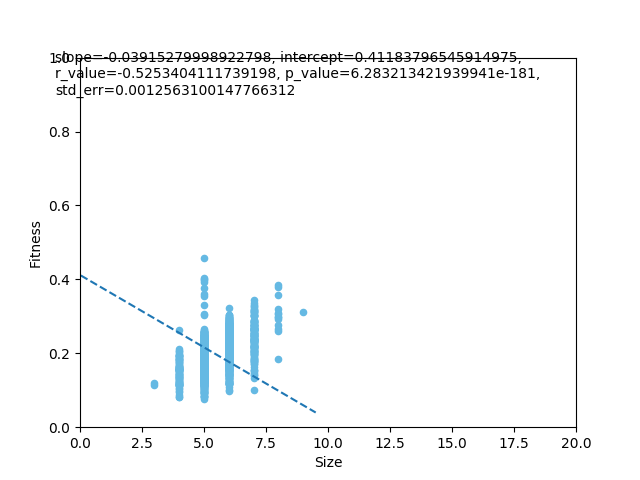 slope=-0.03915279998922798, intercept=0.41183796545914975,
r_value=-0.5253404111739198, p_value=6.283213421939941e-181,
std_err=0.0012563100147766312
1.0
0.8
0.6
0.4
0.2
0.0
Fitness
0.0 2.5 5.0 7.5 10.0 12.5 15.0 17.5 20.0
Size